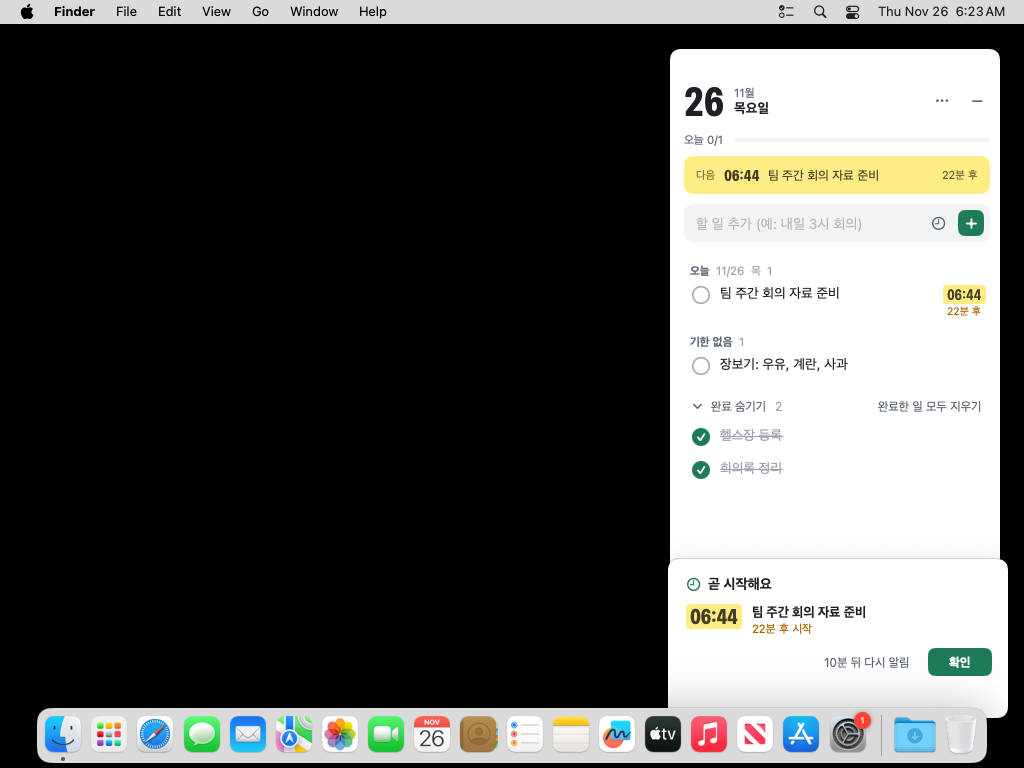 Finder File Edit View Go Window Help Thu Nov 26 6:23 AM
26
11월
목요일
오늘 0/1
다음 06:44 팀 주간 회의 자료 준비 22분 후
할 일 추가 (예: 내일 3시 회의)
오늘 11/26 목 1
팀 주간 회의 자료 준비 06:44
22분 후
기한 없음 1
장보기: 우유, 계란, 사과
완료 숨기기 2 완료한 일 모두 지우기
헬스장 등록
회의록 정리
곧 시작해요
06:44 팀 주간 회의 자료 준비
22분 후 시작
10분 뒤 다시 알림 확인
NOV
26
tv
1